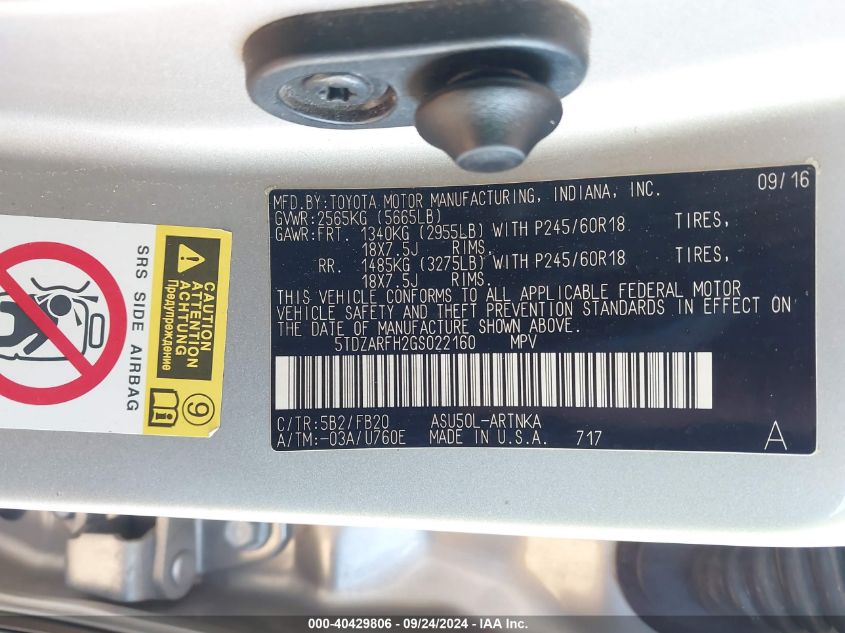 MFD.BY:TOYOTA MOTOR MANUFACTURING, INDIANA, INC. 09/16
GVWR:2565KG (5665LB)
GAWR:FRT. 1340KG (2955LB) WITH P245/60R18 TIRES,
18X7.5J RIMS.
RR. 1485KG (3275LB) WITH P245/60R18 TIRES,
18X7.5J RIMS.
THIS VEHICLE CONFORMS TO ALL APPLICABLE FEDERAL MOTOR
VEHICLE SAFETY AND THEFT PREVENTION STANDARDS IN EFFECT ON
THE DATE OF MANUFACTURE SHOWN ABOVE.
5TDZARFH2GS022160 MPV
C/TR:5B2/FB20 ASU50L-ARTNKA
A/TM:-03A/U760E MADE IN U.S.A. 717 A
SRS SIDE AIRBAG
CAUTION
ATTENTION
ACHTUNG
Предупреждение
9
000-40429806 - 09/24/2024 - IAA Inc.